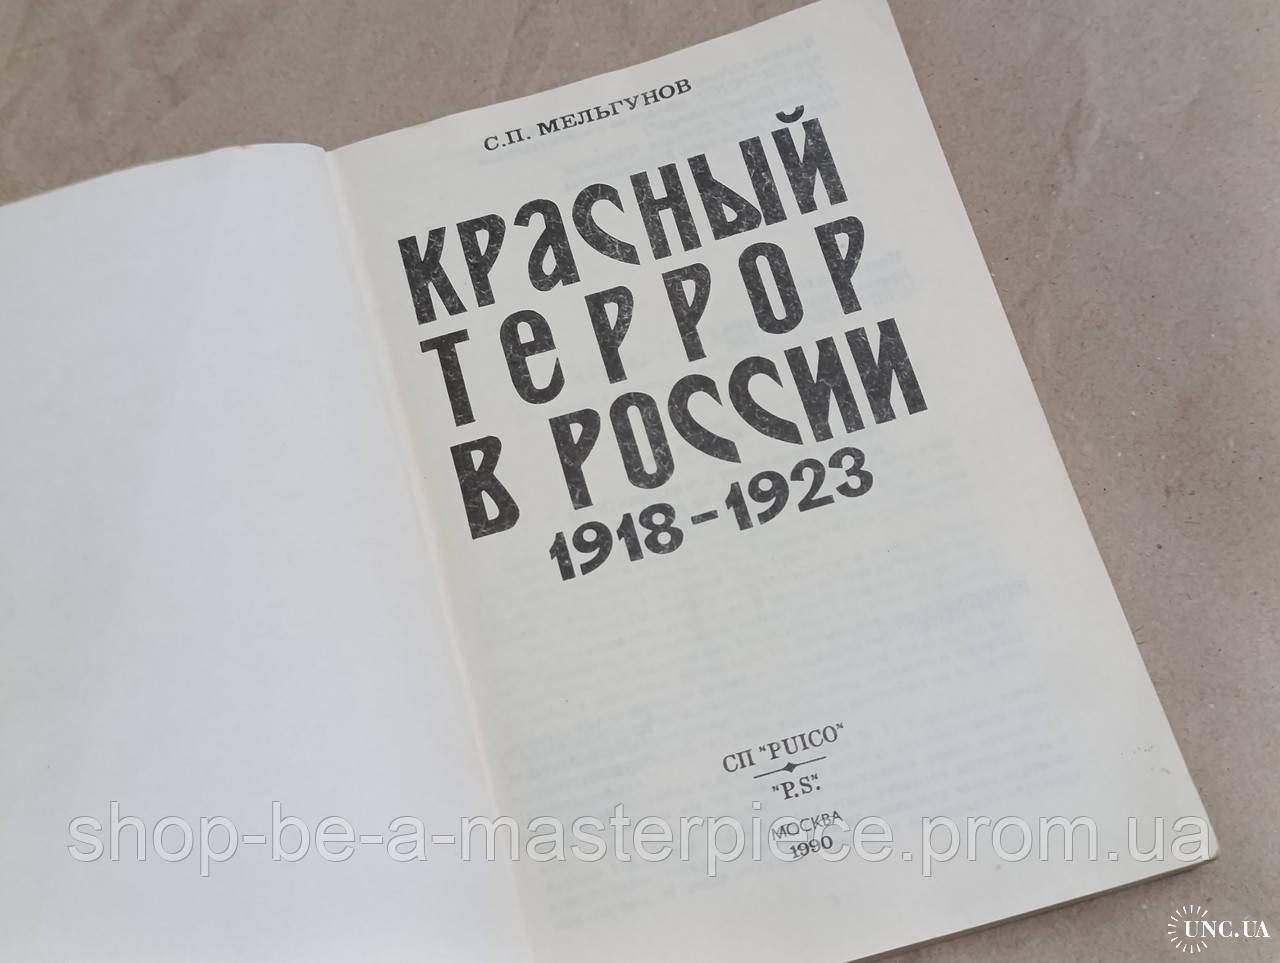 С.П. МЕЛЬГУНОВ
КРАСНЫЙ
ТЕРРОР
В РОССИИ
1918-1923
СП "PUICO"
"P.S."
МОСКВА
1990
shop-be-a-masterpiece.prom.ua
UNC.UA